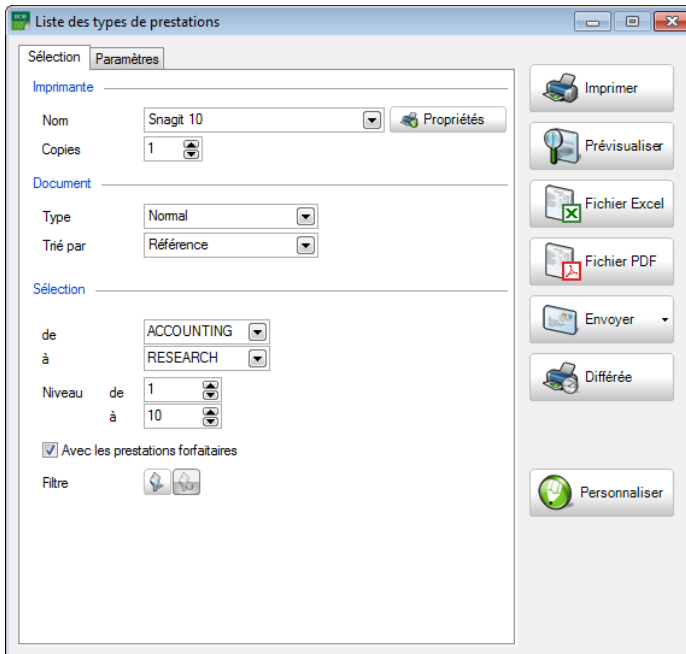 Liste des types de prestations
Sélection Paramètres
Imprimante
Nom Snagit 10 Propriétés
Copies 1
Document
Type Normal
Trié par Référence
Sélection
de ACCOUNTING
à RESEARCH
Niveau de 1
à 10
Avec les prestations forfaitaires
Filtre
Imprimer
Prévisualiser
Fichier Excel
Fichier PDF
Envoyer
Différée
Personnaliser